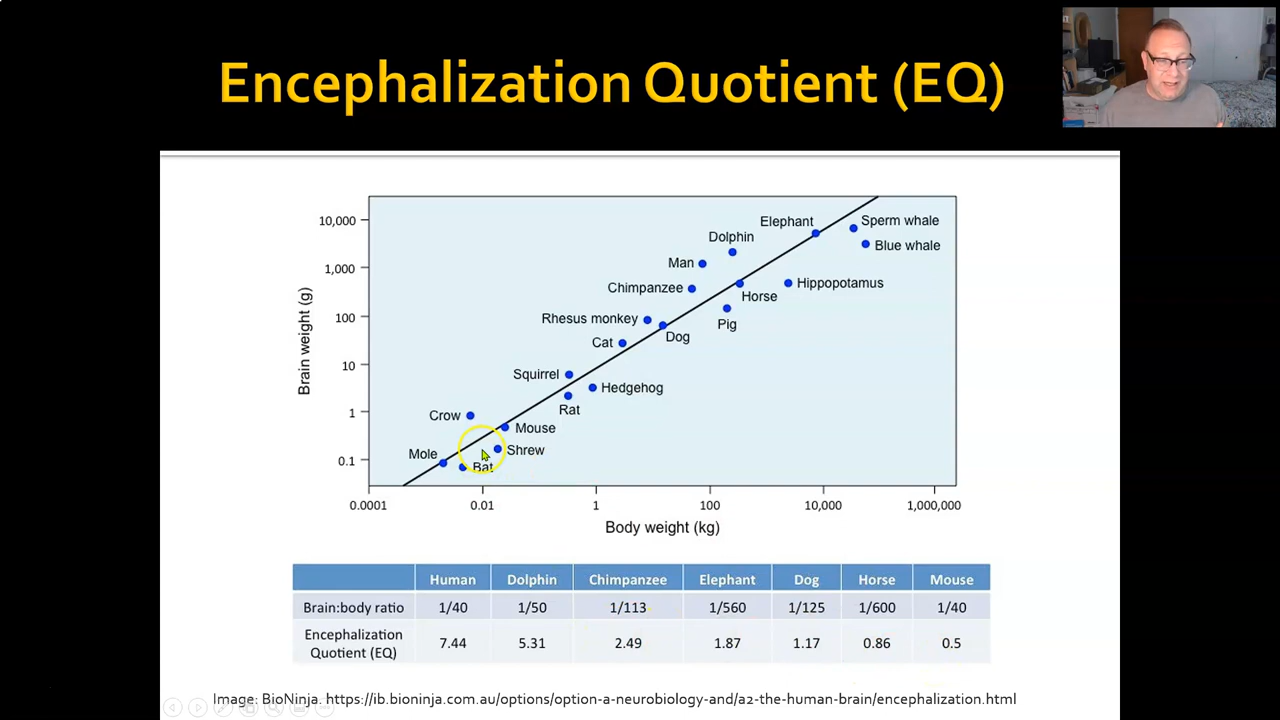 Encephalization Quotient (EQ)
Brain weight (g)
10,000
1,000
100
10
1
0.1
Elephant
Sperm whale
Dolphin
Blue whale
Man
Chimpanzee
Hippopotamus
Horse
Rhesus monkey
Pig
Dog
Cat
Squirrel
Hedgehog
Rat
Crow
Mouse
Mole
Shrew
Bat
0.0001 0.01 1 100 10,000 1,000,000
Body weight (kg)
Human Dolphin Chimpanzee Elephant Dog Horse Mouse
Brain:body ratio 1/40 1/50 1/113 1/560 1/125 1/600 1/40
Encephalization
Quotient (EQ) 7.44 5.31 2.49 1.87 1.17 0.86 0.5
Image: BioNinja. https://ib.bioninja.com.au/options/option-a-neurobiology-and/a2-the-human-brain/encephalization.html